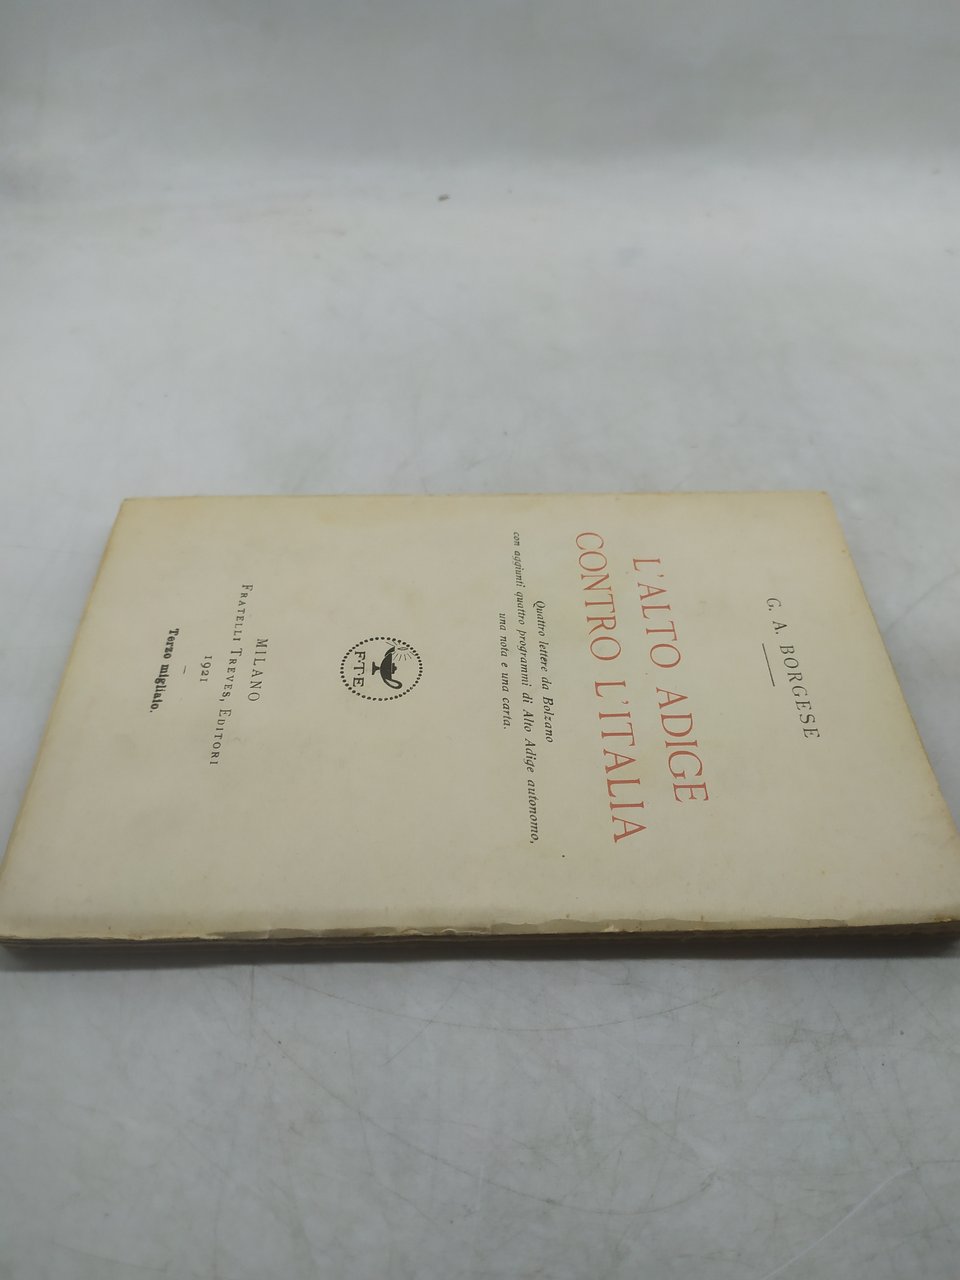 G. A. BORGESE
L'ALTO ADIGE
CONTRO L'ITALIA
Quattro lettere da Bolzano
con aggiunti quattro programmi di Alto Adige autonomo,
una nota e una carta.
F·T·E
MILANO
FRATELLI TREVES, EDITORI
1921
Terzo migliaio.